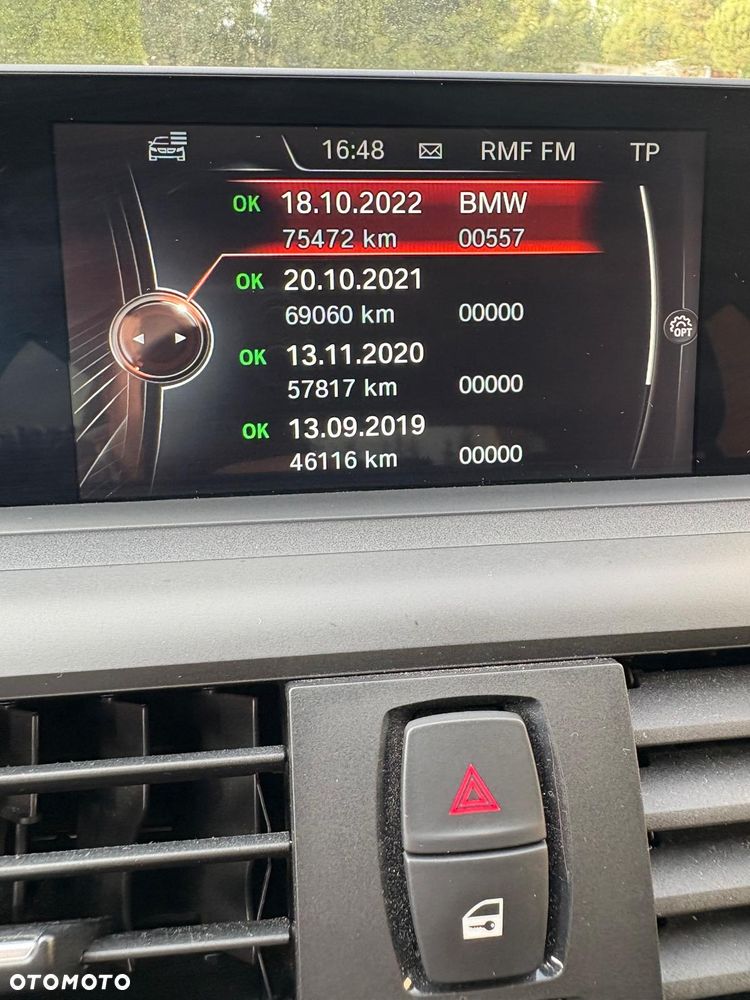 16:48 RMF FM TP
OK 18.10.2022 BMW
75472 km 00557
OK 20.10.2021
69060 km 00000
OPT
OK 13.11.2020
57817 km 00000
OK 13.09.2019
46116 km 00000
OTOMOTO